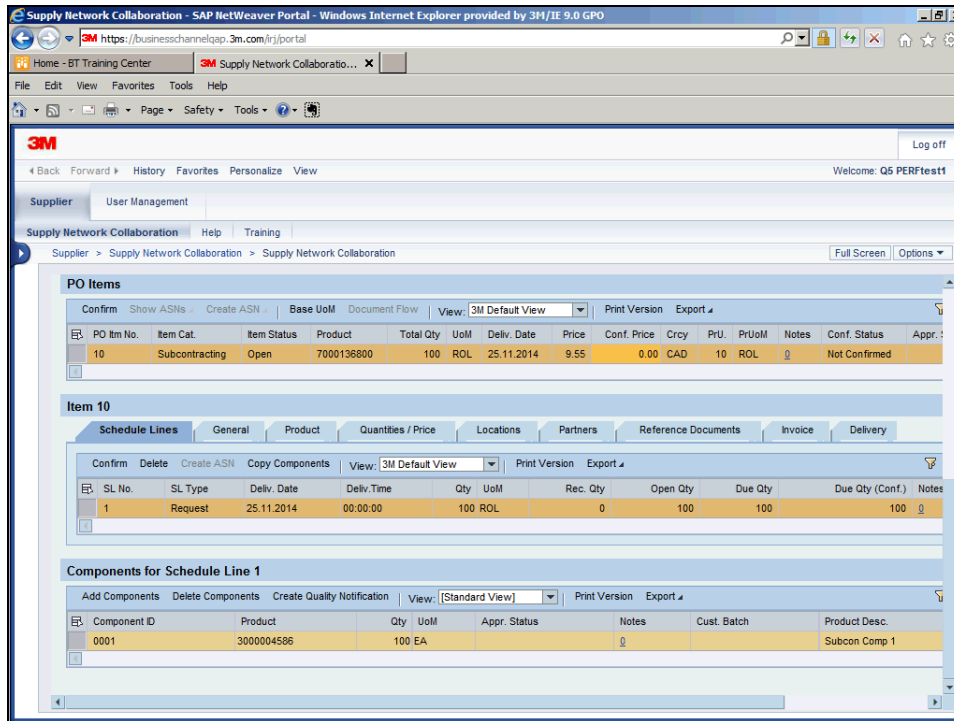 Supply Network Collaboration - SAP NetWeaver Portal - Windows Internet Explorer provided by 3M/IE 9.0 GPO
3M https://businesschannelqap.3m.com/irj/portal
Home - BT Training Center 3M Supply Network Collaboratio... X
File Edit View Favorites Tools Help
Page Safety Tools
3M Log off
Back Forward History Favorites Personalize View Welcome: Q5 PERFtest1
Supplier User Management
Supply Network Collaboration Help Training
Supplier > Supply Network Collaboration > Supply Network Collaboration Full Screen Options
PO Items
Confirm Show ASNs Create ASN Base UoM Document Flow View: 3M Default View Print Version Export
PO Itm No. Item Cat. Item Status Product Total Qty UoM Deliv. Date Price Conf. Price Crcy PrU. PrUoM Notes Conf. Status Appr.
10 Subcontracting Open 7000136800 100 ROL 25.11.2014 9.55 0.00 CAD 10 ROL 0 Not Confirmed
Item 10
Schedule Lines General Product Quantities / Price Locations Partners Reference Documents Invoice Delivery
Confirm Delete Create ASN Copy Components View: 3M Default View Print Version Export
SL No. SL Type Deliv. Date Deliv.Time Qty UoM Rec. Qty Open Qty Due Qty Due Qty (Conf.) Notes
1 Request 25.11.2014 00:00:00 100 ROL 0 100 100 100 0
Components for Schedule Line 1
Add Components Delete Components Create Quality Notification View: [Standard View] Print Version Export
Component ID Product Qty UoM Appr. Status Notes Cust. Batch Product Desc.
0001 3000004586 100 EA 0 Subcon Comp 1